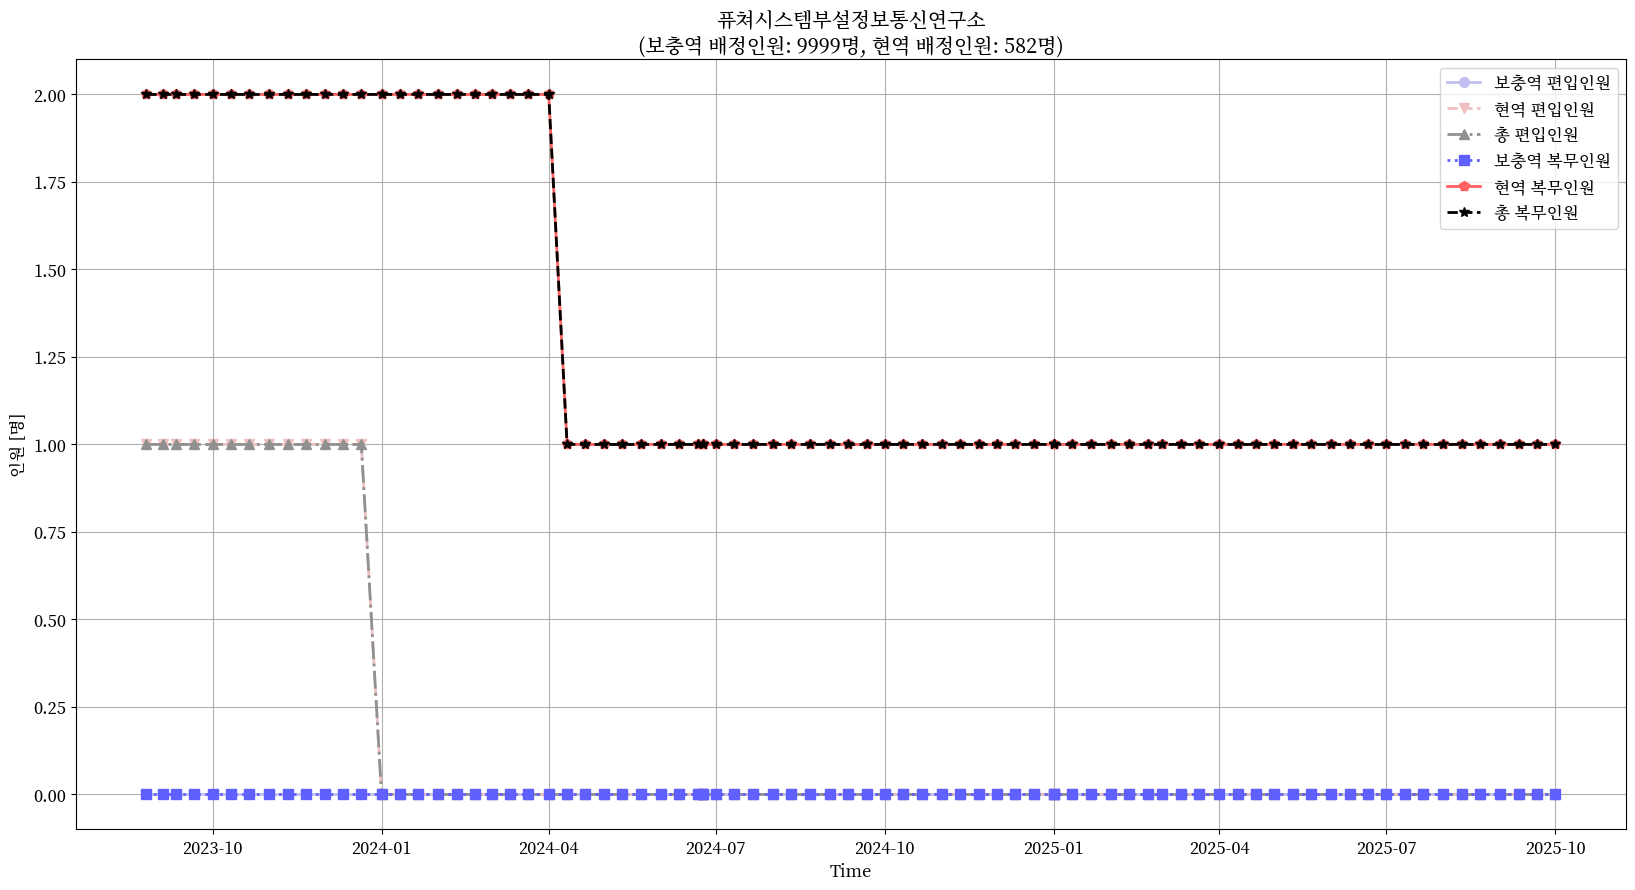 퓨쳐시스템부설정보통신연구소
(보충역 배정인원: 9999명, 현역 배정인원: 582명)
보충역 편입인원
현역 편입인원
총 편입인원
보충역 복무인원
현역 복무인원
총 복무인원
2.00
1.75
1.50
1.25
1.00
0.75
0.50
0.25
0.00
인원 [명]
2023-10
2024-01
2024-04
2024-07
2024-10
2025-01
2025-04
2025-07
2025-10
Time